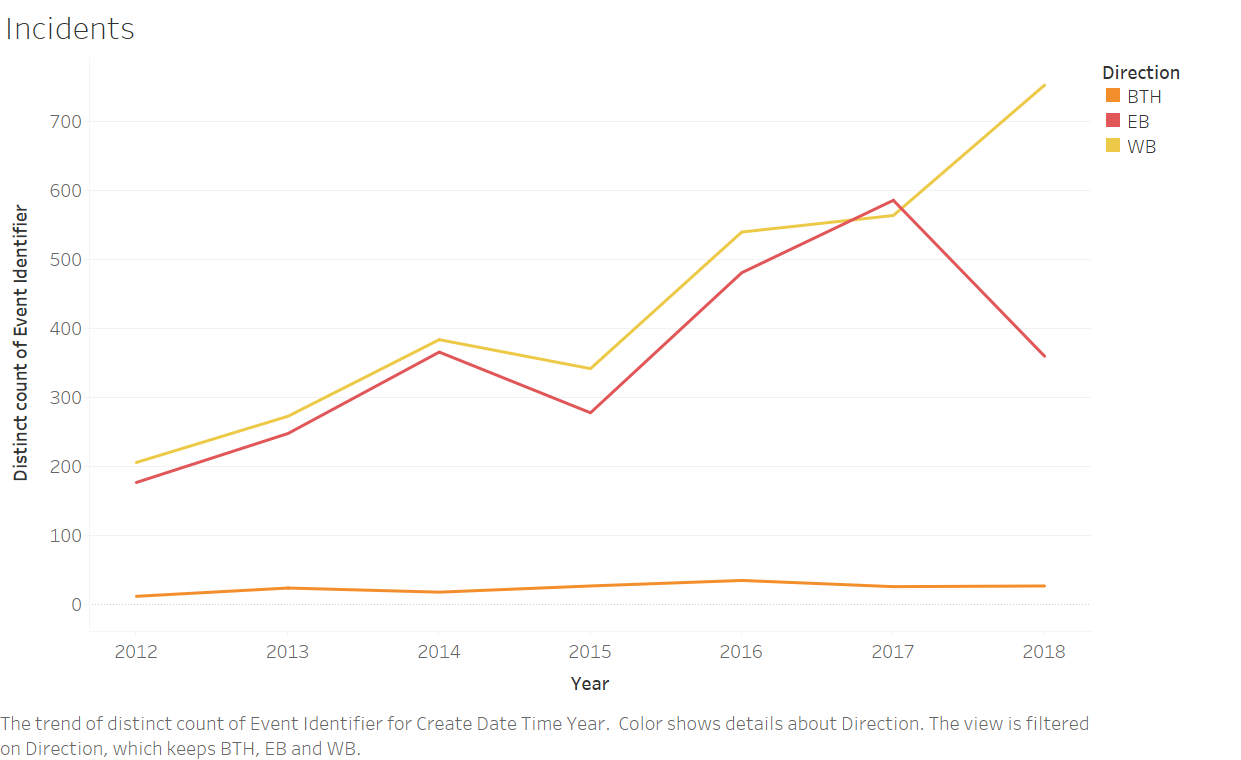 Incidents
Direction
BTH
EB
WB
Distinct count of Event Identifier
700
600
500
400
300
200
100
0
2012 2013 2014 2015 2016 2017 2018
Year
The trend of distinct count of Event Identifier for Create Date Time Year.  Color shows details about Direction. The view is filtered
on Direction, which keeps BTH, EB and WB.